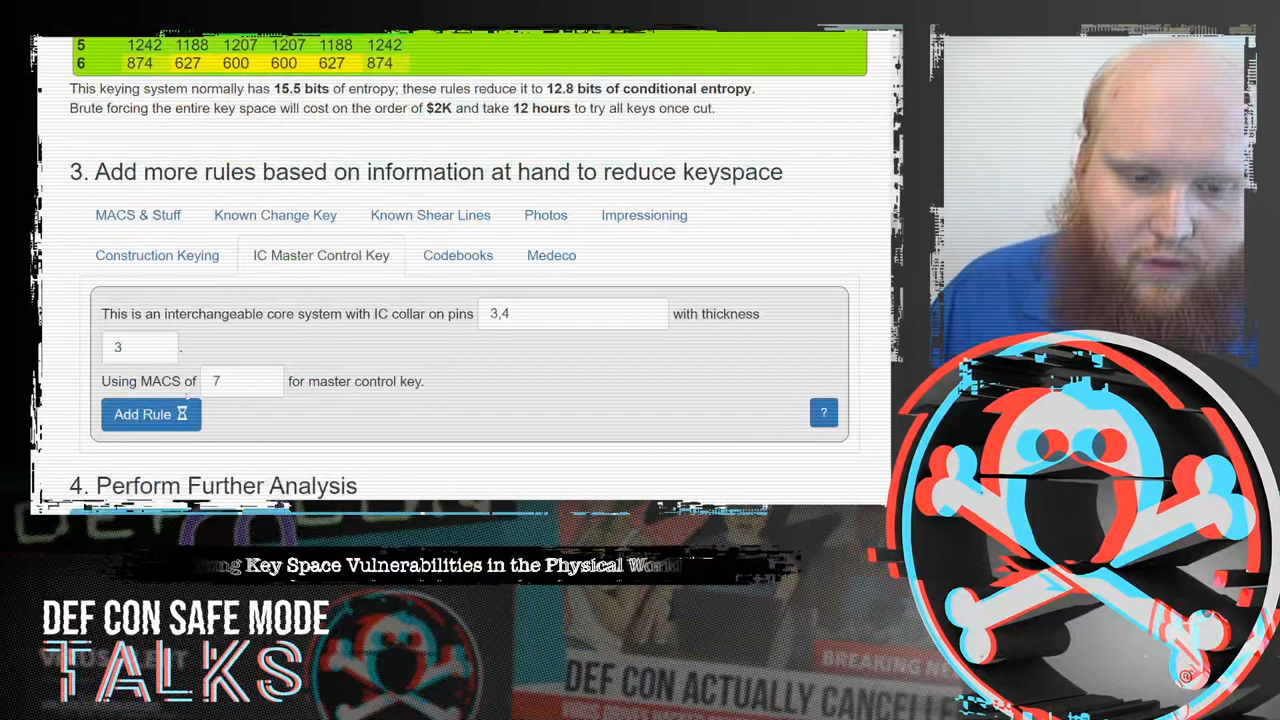 5 1242 1188 1207 1207 1188 1242
6 874 627 600 600 627 874
This keying system normally has 15.5 bits of entropy; these rules reduce it to 12.8 bits of conditional entropy.
Brute forcing the entire key space will cost on the order of $2K and take 12 hours to try all keys once cut.
3. Add more rules based on information at hand to reduce keyspace
MACS & Stuff Known Change Key Known Shear Lines Photos Impressioning
Construction Keying IC Master Control Key Codebooks Medeco
This is an interchangeable core system with IC collar on pins 3,4 with thickness
3 .
Using MACS of 7 for master control key.
Add Rule ?
4. Perform Further Analysis
DEF CON
Key Space Vulnerabilities in the Physical World
DEF CON SAFE MODE
TALKS
BREAKING
DEF CON ACTUALLY CANCELLE
®